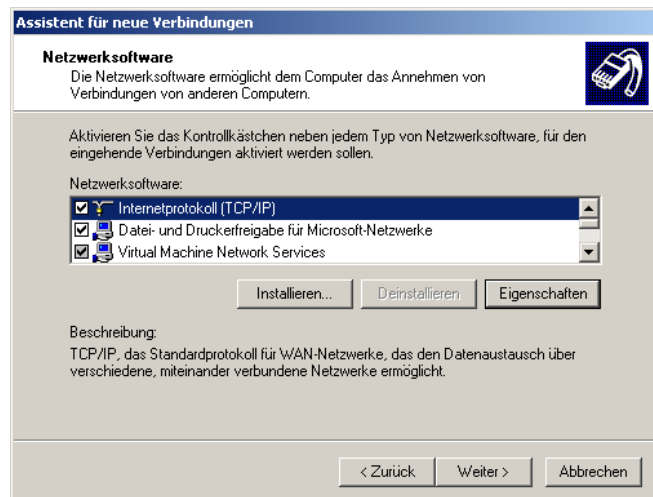 Assistent für neue Verbindungen
Netzwerksoftware
Die Netzwerksoftware ermöglicht dem Computer das Annehmen von
Verbindungen von anderen Computern.
Aktivieren Sie das Kontrollkästchen neben jedem Typ von Netzwerksoftware, für den
eingehende Verbindungen aktiviert werden sollen.
Netzwerksoftware:
Internetprotokoll (TCP/IP)
Datei- und Druckerfreigabe für Microsoft-Netzwerke
Virtual Machine Network Services
Installieren... Deinstallieren Eigenschaften
Beschreibung:
TCP/IP, das Standardprotokoll für WAN-Netzwerke, das den Datenaustausch über
verschiedene, miteinander verbundene Netzwerke ermöglicht.
< Zurück Weiter > Abbrechen